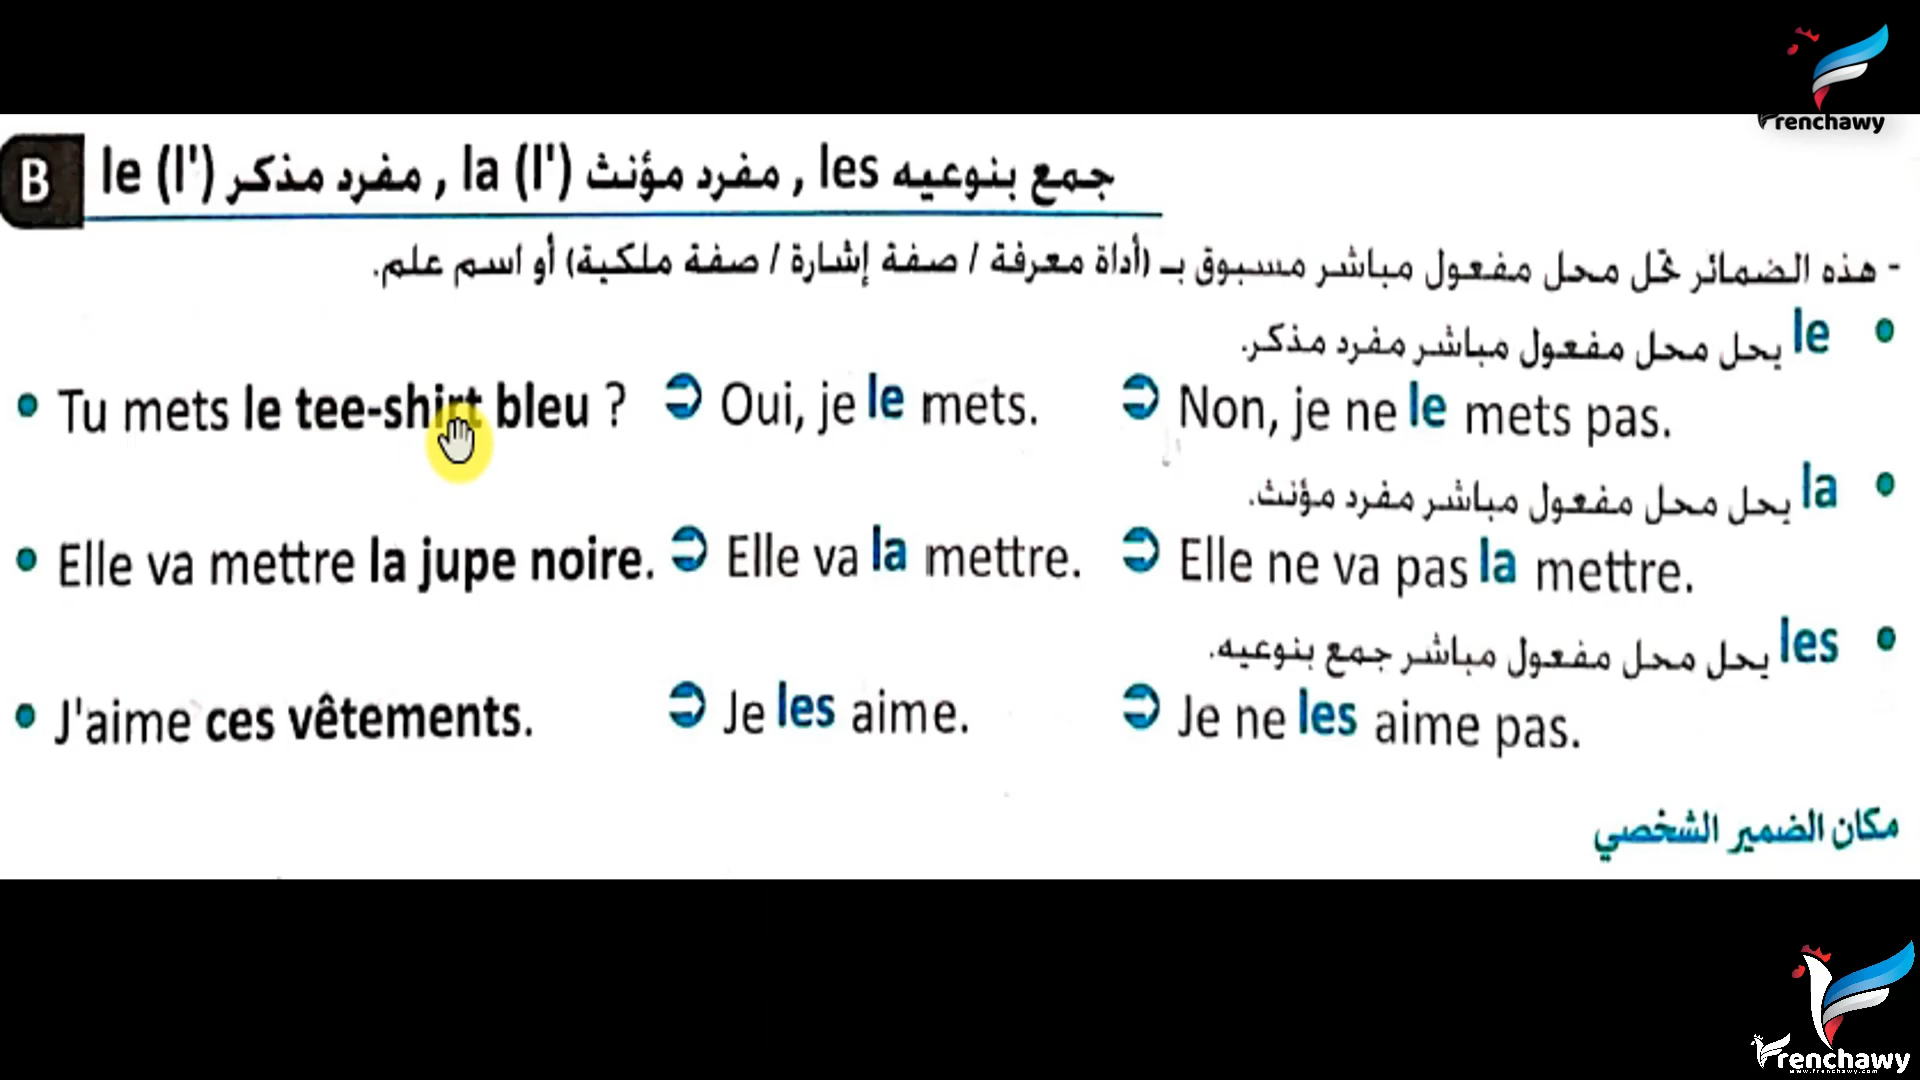 Frenchawy
B le (l') مفرد مذكر , la (l') مفرد مؤنث , les جمع بنوعيه
- هذه الضمائر تحل محل مفعول مباشر مسبوق بـ (أداة معرفة / صفة إشارة / صفة ملكية) أو اسم علم.
• le يحل محل مفعول مباشر مفرد مذكر.
• Tu mets le tee-shirt bleu ? ➲ Oui, je le mets. ➲ Non, je ne le mets pas.
• la يحل محل مفعول مباشر مفرد مؤنث.
• Elle va mettre la jupe noire. ➲ Elle va la mettre. ➲ Elle ne va pas la mettre.
• les يحل محل مفعول مباشر جمع بنوعيه.
• J'aime ces vêtements. ➲ Je les aime. ➲ Je ne les aime pas.
مكان الضمير الشخصي
Frenchawy
www.frenchawy.com